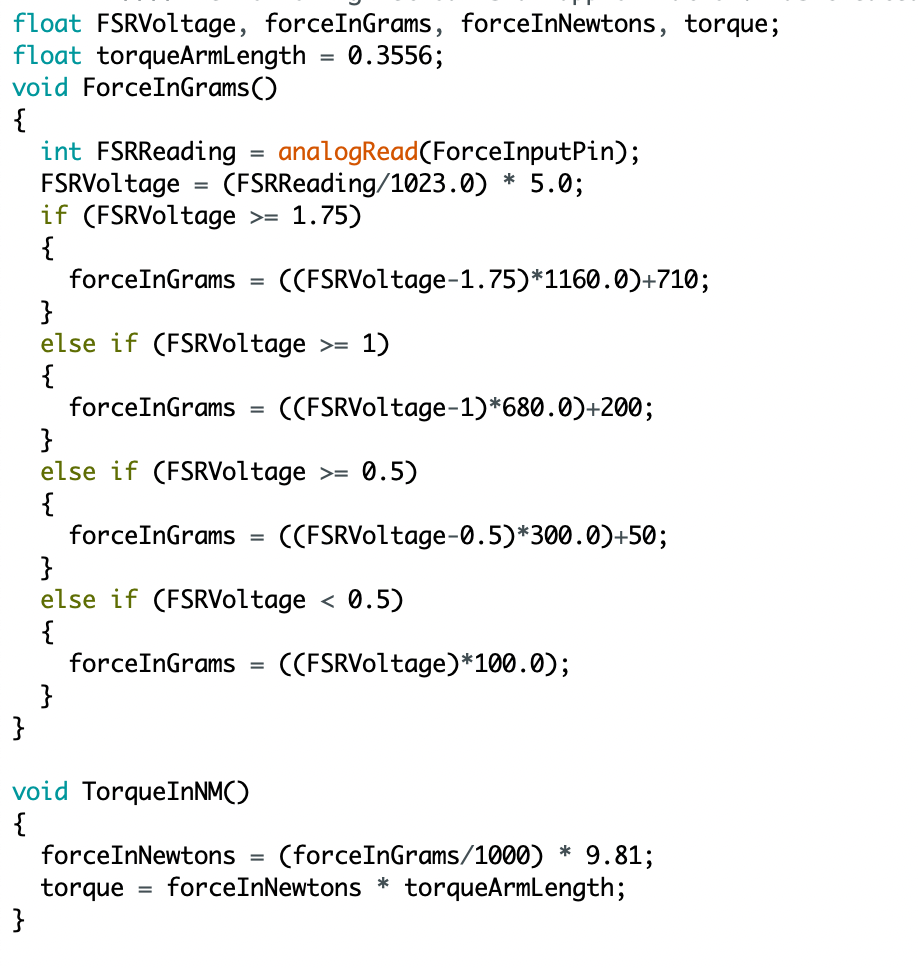 float FSRVoltage, forceInGrams, forceInNewtons, torque;
float torqueArmLength = 0.3556;
void ForceInGrams()
{
  int FSRReading = analogRead(ForceInputPin);
  FSRVoltage = (FSRReading/1023.0) * 5.0;
  if (FSRVoltage >= 1.75)
  {
    forceInGrams = ((FSRVoltage-1.75)*1160.0)+710;
  }
  else if (FSRVoltage >= 1)
  {
    forceInGrams = ((FSRVoltage-1)*680.0)+200;
  }
  else if (FSRVoltage >= 0.5)
  {
    forceInGrams = ((FSRVoltage-0.5)*300.0)+50;
  }
  else if (FSRVoltage < 0.5)
  {
    forceInGrams = ((FSRVoltage)*100.0);
  }
}

void TorqueInNM()
{
  forceInNewtons = (forceInGrams/1000) * 9.81;
  torque = forceInNewtons * torqueArmLength;
}